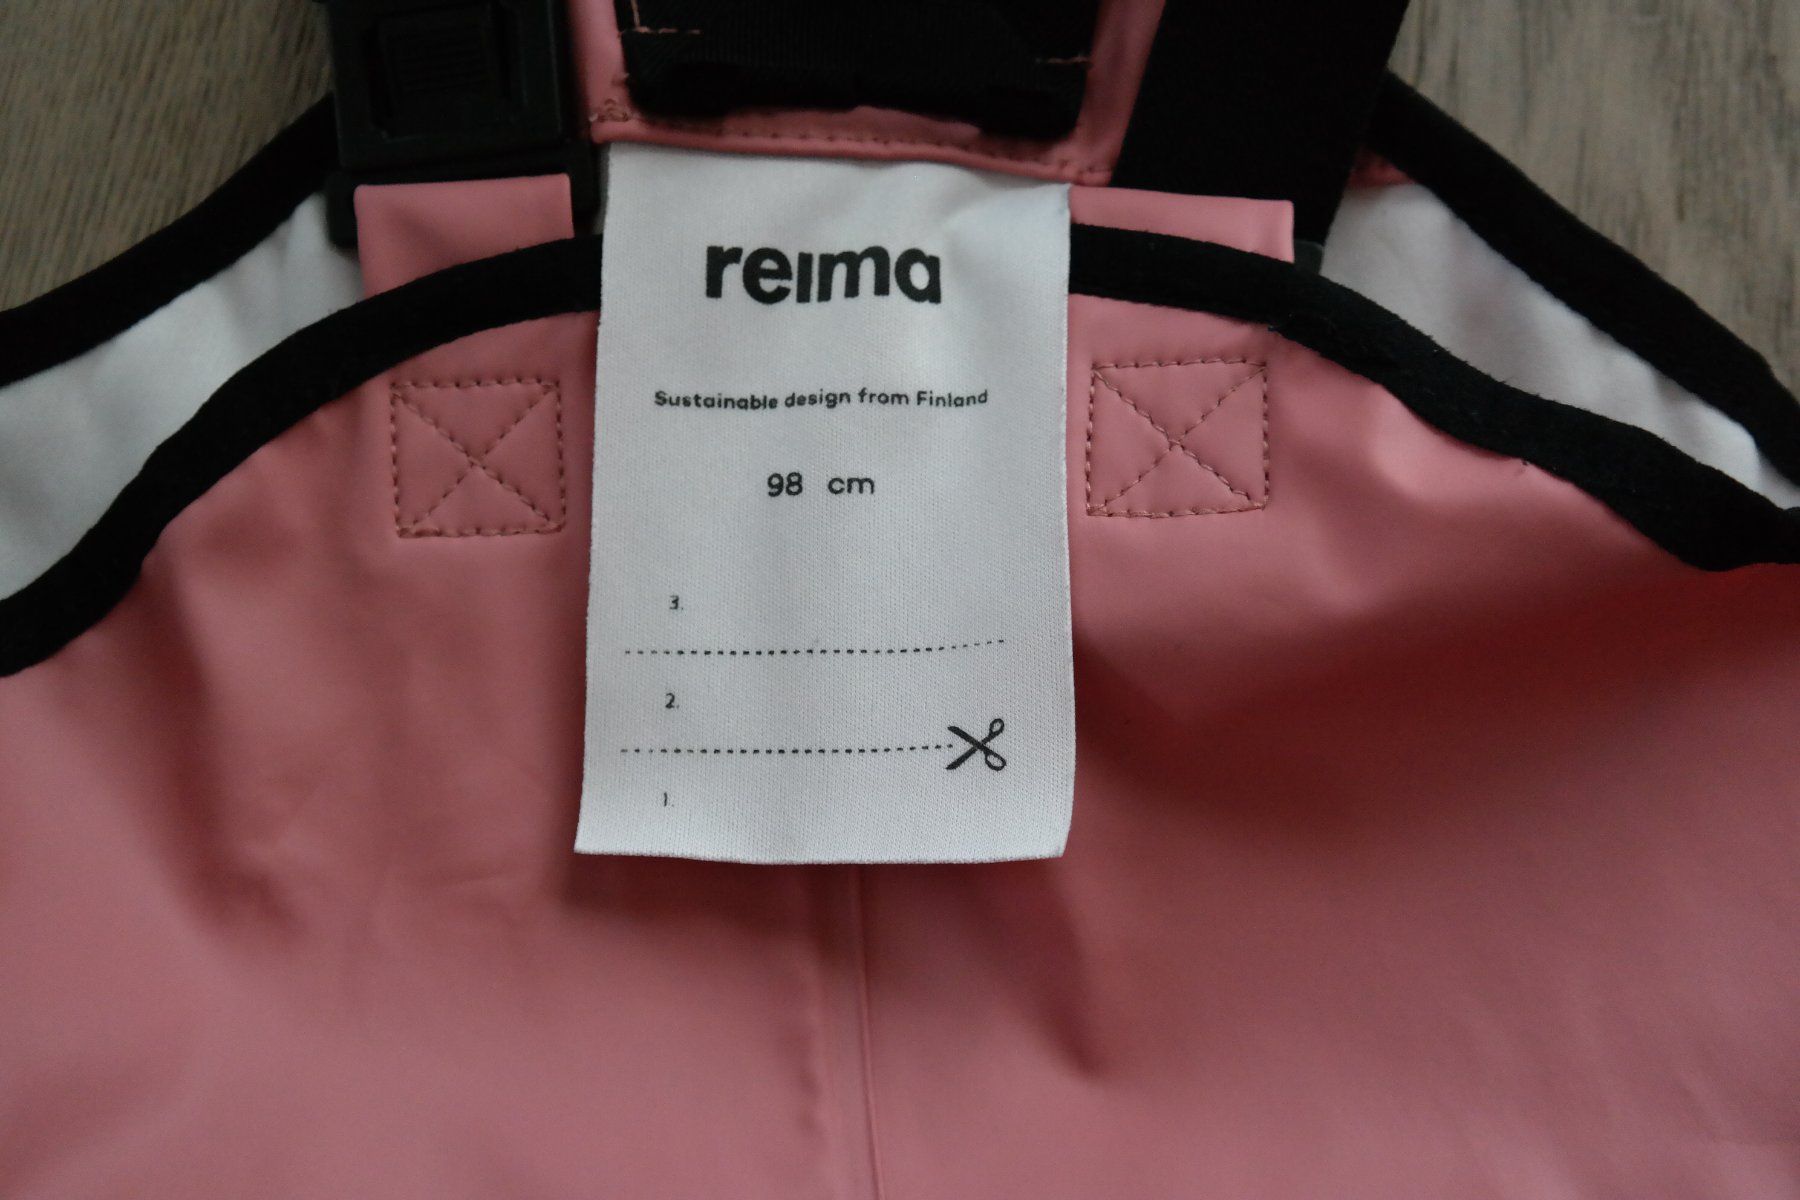 reima
Sustainable design from Finland
98 cm
3.
2.
1.